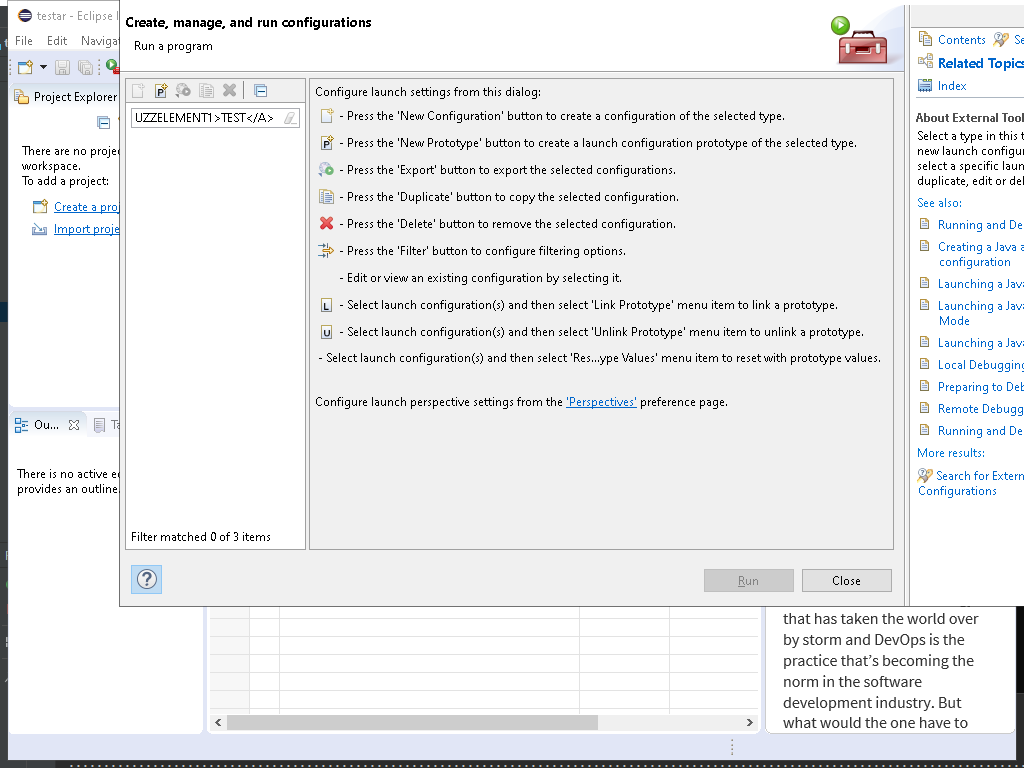 testar - Eclipse I
File Edit Navigat
Project Explorer
There are no proje
workspace.
To add a project:
Create a proj
Import proje
Ou...
Ta
There is no active ed
provides an outline.
Create, manage, and run configurations
Run a program
UZZELEMENT1>TEST</A>
Filter matched 0 of 3 items
Configure launch settings from this dialog:
- Press the 'New Configuration' button to create a configuration of the selected type.
- Press the 'New Prototype' button to create a launch configuration prototype of the selected type.
- Press the 'Export' button to export the selected configurations.
- Press the 'Duplicate' button to copy the selected configuration.
- Press the 'Delete' button to remove the selected configuration.
- Press the 'Filter' button to configure filtering options.
- Edit or view an existing configuration by selecting it.
L - Select launch configuration(s) and then select 'Link Prototype' menu item to link a prototype.
U - Select launch configuration(s) and then select 'Unlink Prototype' menu item to unlink a prototype.
- Select launch configuration(s) and then select 'Res...ype Values' menu item to reset with prototype values.
Configure launch perspective settings from the 'Perspectives' preference page.
Run
Close
Contents Se
Related Topics
Index
About External Tool
Select a type in this t
new launch configur
select a specific laun
duplicate, edit or del
See also:
Running and De
Creating a Java a
configuration
Launching a Java
Launching a Java
Mode
Launching a Java
Local Debugging
Preparing to Deb
Remote Debugg
Running and De
More results:
Search for Extern
Configurations
that has taken the world over
by storm and DevOps is the
practice that's becoming the
norm in the software
development industry. But
what would the one have to